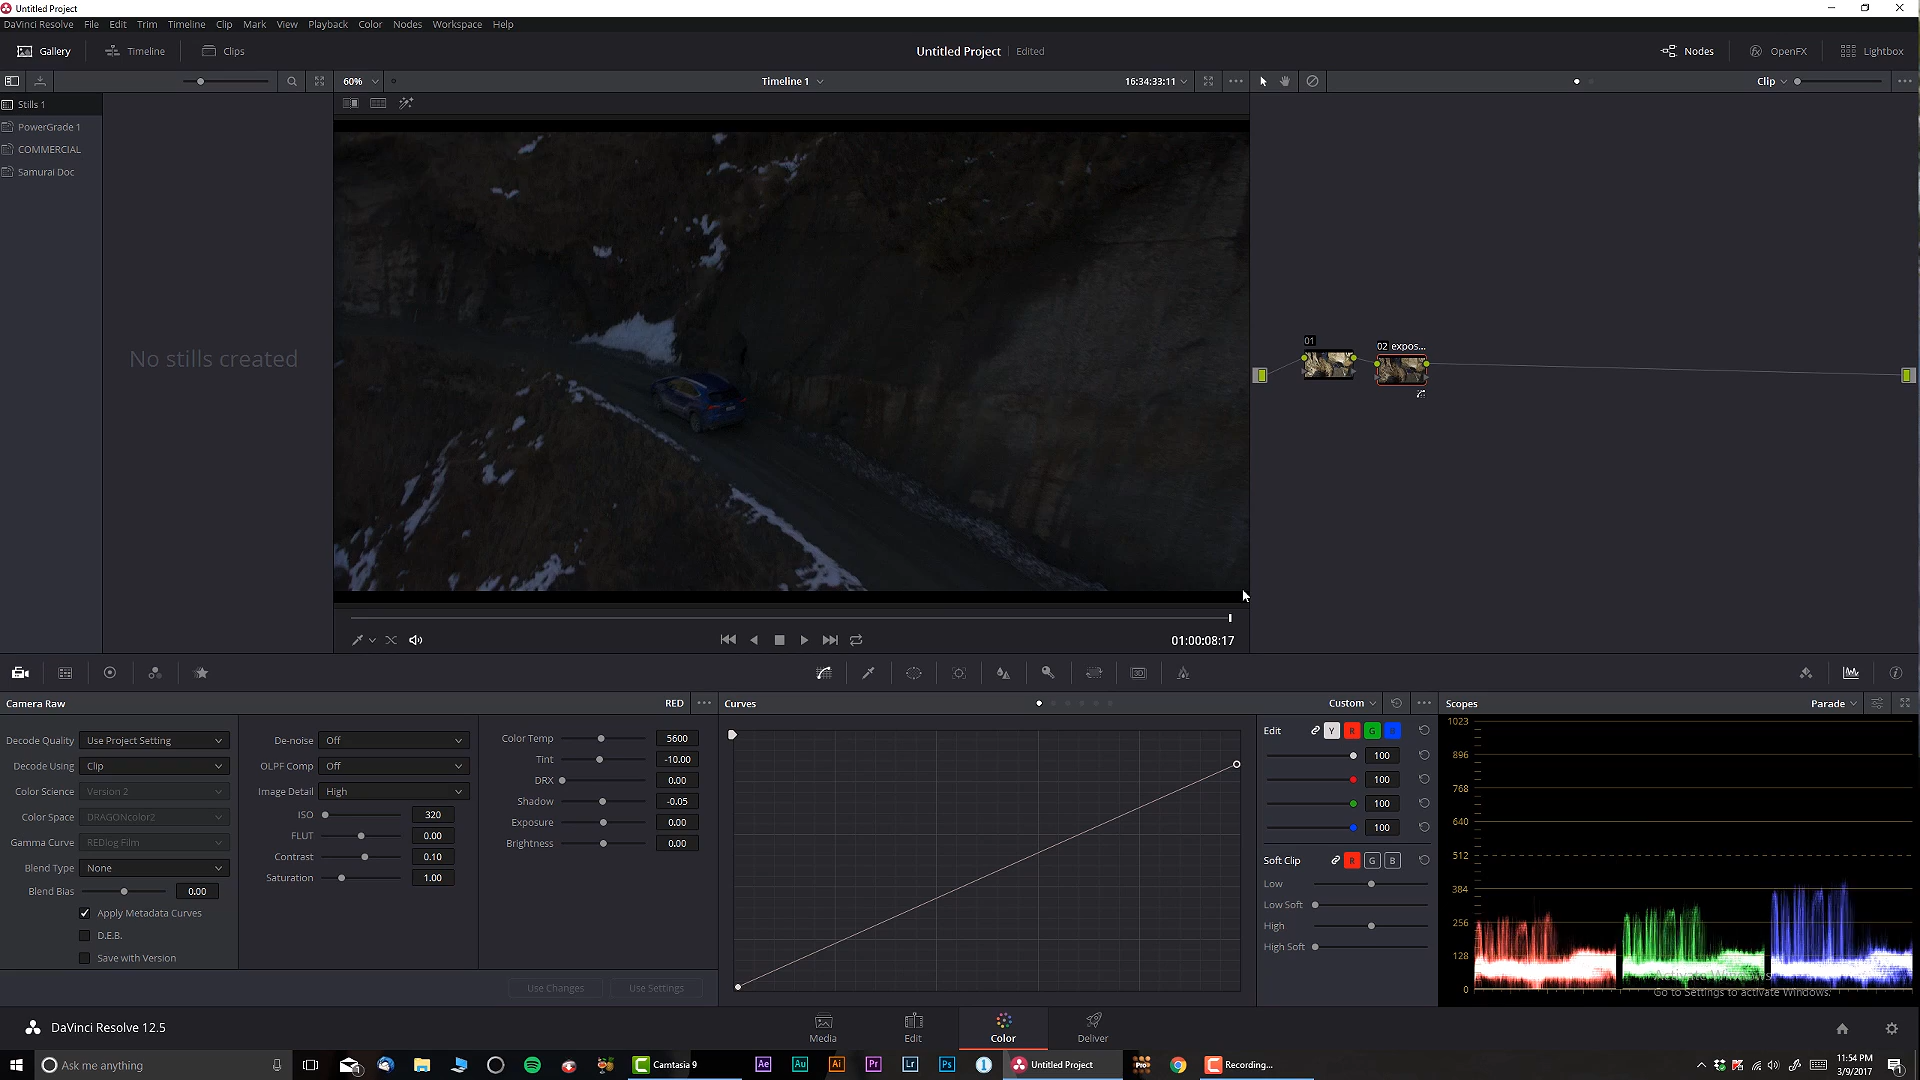 Untitled Project
DaVinci Resolve File Edit Trim Timeline Clip Mark View Playback Color Nodes Workspace Help
Gallery Timeline Clips Untitled Project Edited Nodes OpenFX Lightbox
60% Timeline 1 16:34:33:11 Clip
Stills 1
PowerGrade 1
COMMERCIAL
Samurai Doc
No stills created
01
02 expos...
01:00:08:17
Camera Raw RED
Decode Quality Use Project Setting
Decode Using Clip
Color Science Version 2
Color Space DRAGONcolor2
Gamma Curve REDlog Film
Blend Type None
Blend Bias 0.00
Apply Metadata Curves
D.E.B.
Save with Version
De-noise Off
OLPF Comp Off
Image Detail High
ISO 320
FLUT 0.00
Contrast 0.10
Saturation 1.00
Color Temp 5600
Tint -10.00
DRX 0.00
Shadow -0.05
Exposure 0.00
Brightness 0.00
Use Changes Use Settings
Curves Custom
Edit Y R G B
100
100
100
100
Soft Clip R G B
Low
Low Soft
High
High Soft
Scopes Parade
1023
896
768
640
512
384
256
128
0
Activate Windows
Go to Settings to activate Windows.
DaVinci Resolve 12.5
Media Edit Color Deliver
Ask me anything Camtasia 9 Ae Au Ai Pr Lr Ps Untitled Project Recording...
11:54 PM
3/9/2017